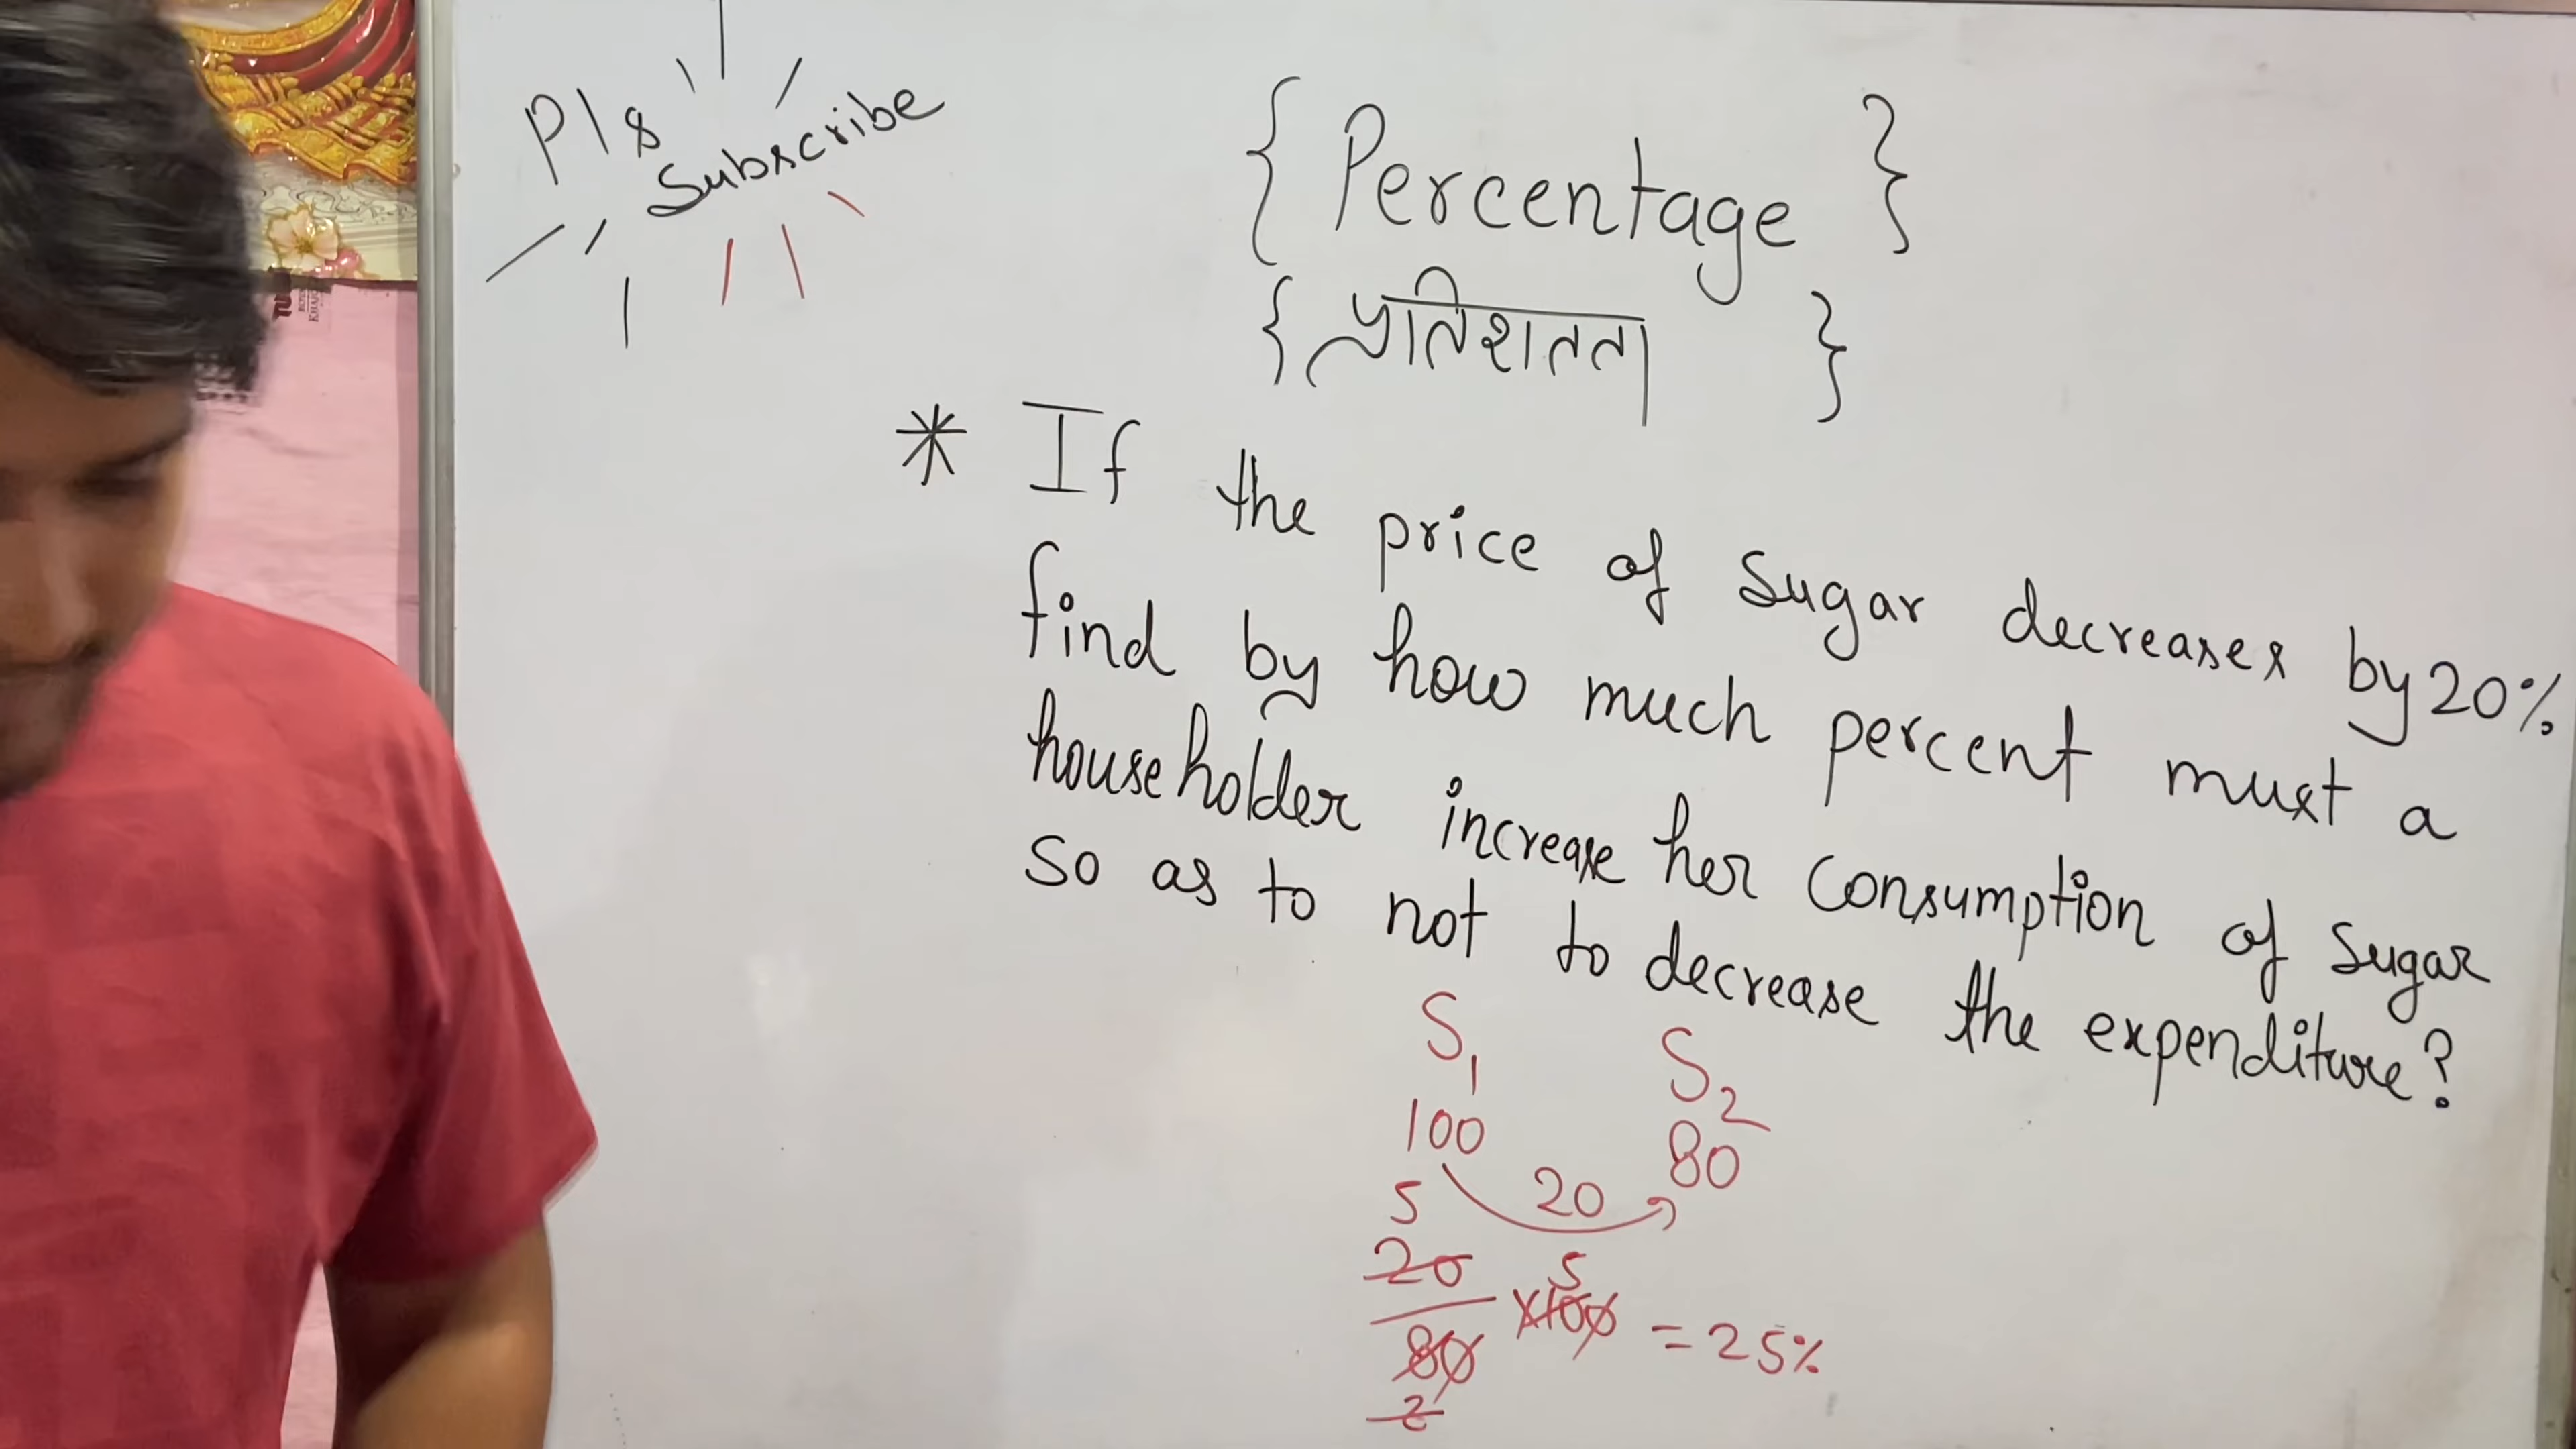 Pls
Subscribe
{ Percentage }
{ प्रतिशतता }
* If the price of Sugar decreases by 20%
find by how much percent must a
householder increase her consumption of Sugar
So as to not to decrease the expenditure?
S1 S2
100 80
5 20
20 5
80 x100 = 25%
2